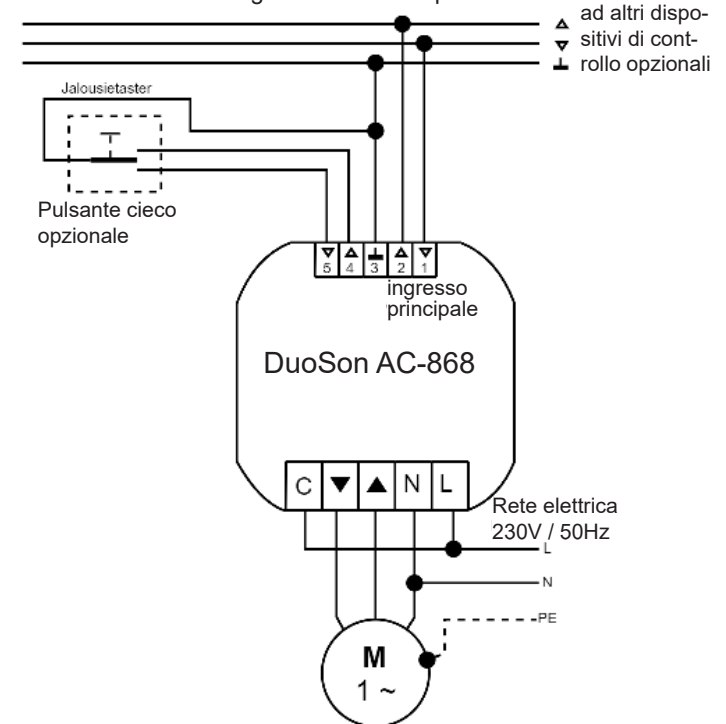 ad altri dispo-
sitivi di cont-
rollo opzionali
Jalousietaster
Pulsante cieco
opzionale
5 4 3 2 1
ingresso
principale
DuoSon AC-868
C ▼ ▲ N L
Rete elettrica
230V / 50Hz
L
N
PE
M
1 ~